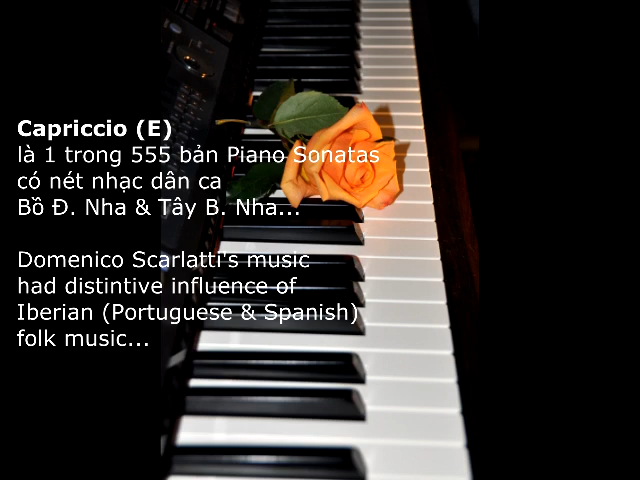 Capriccio (E)
là 1 trong 555 bản Piano Sonatas
có nét nhạc dân ca
Bồ Đ. Nha & Tây B. Nha...
Domenico Scarlatti's music
had distintive influence of
Iberian (Portuguese & Spanish)
folk music...